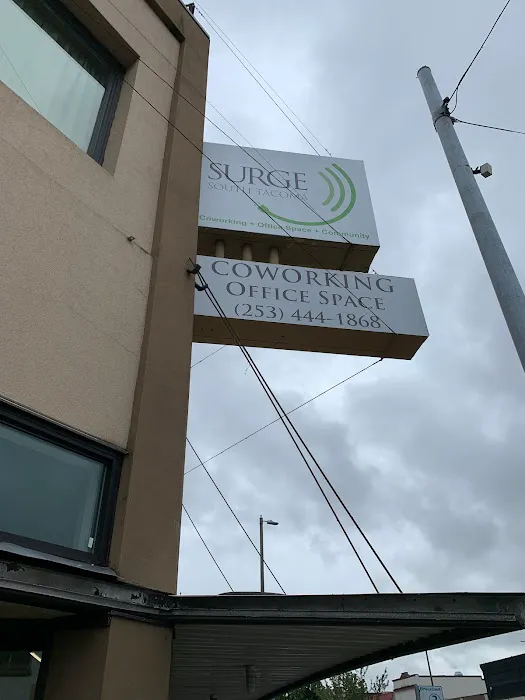 SURGE
SOUTH TACOMA
Coworking + Office Space + Community
COWORKING
OFFICE SPACE
(253) 444-1868